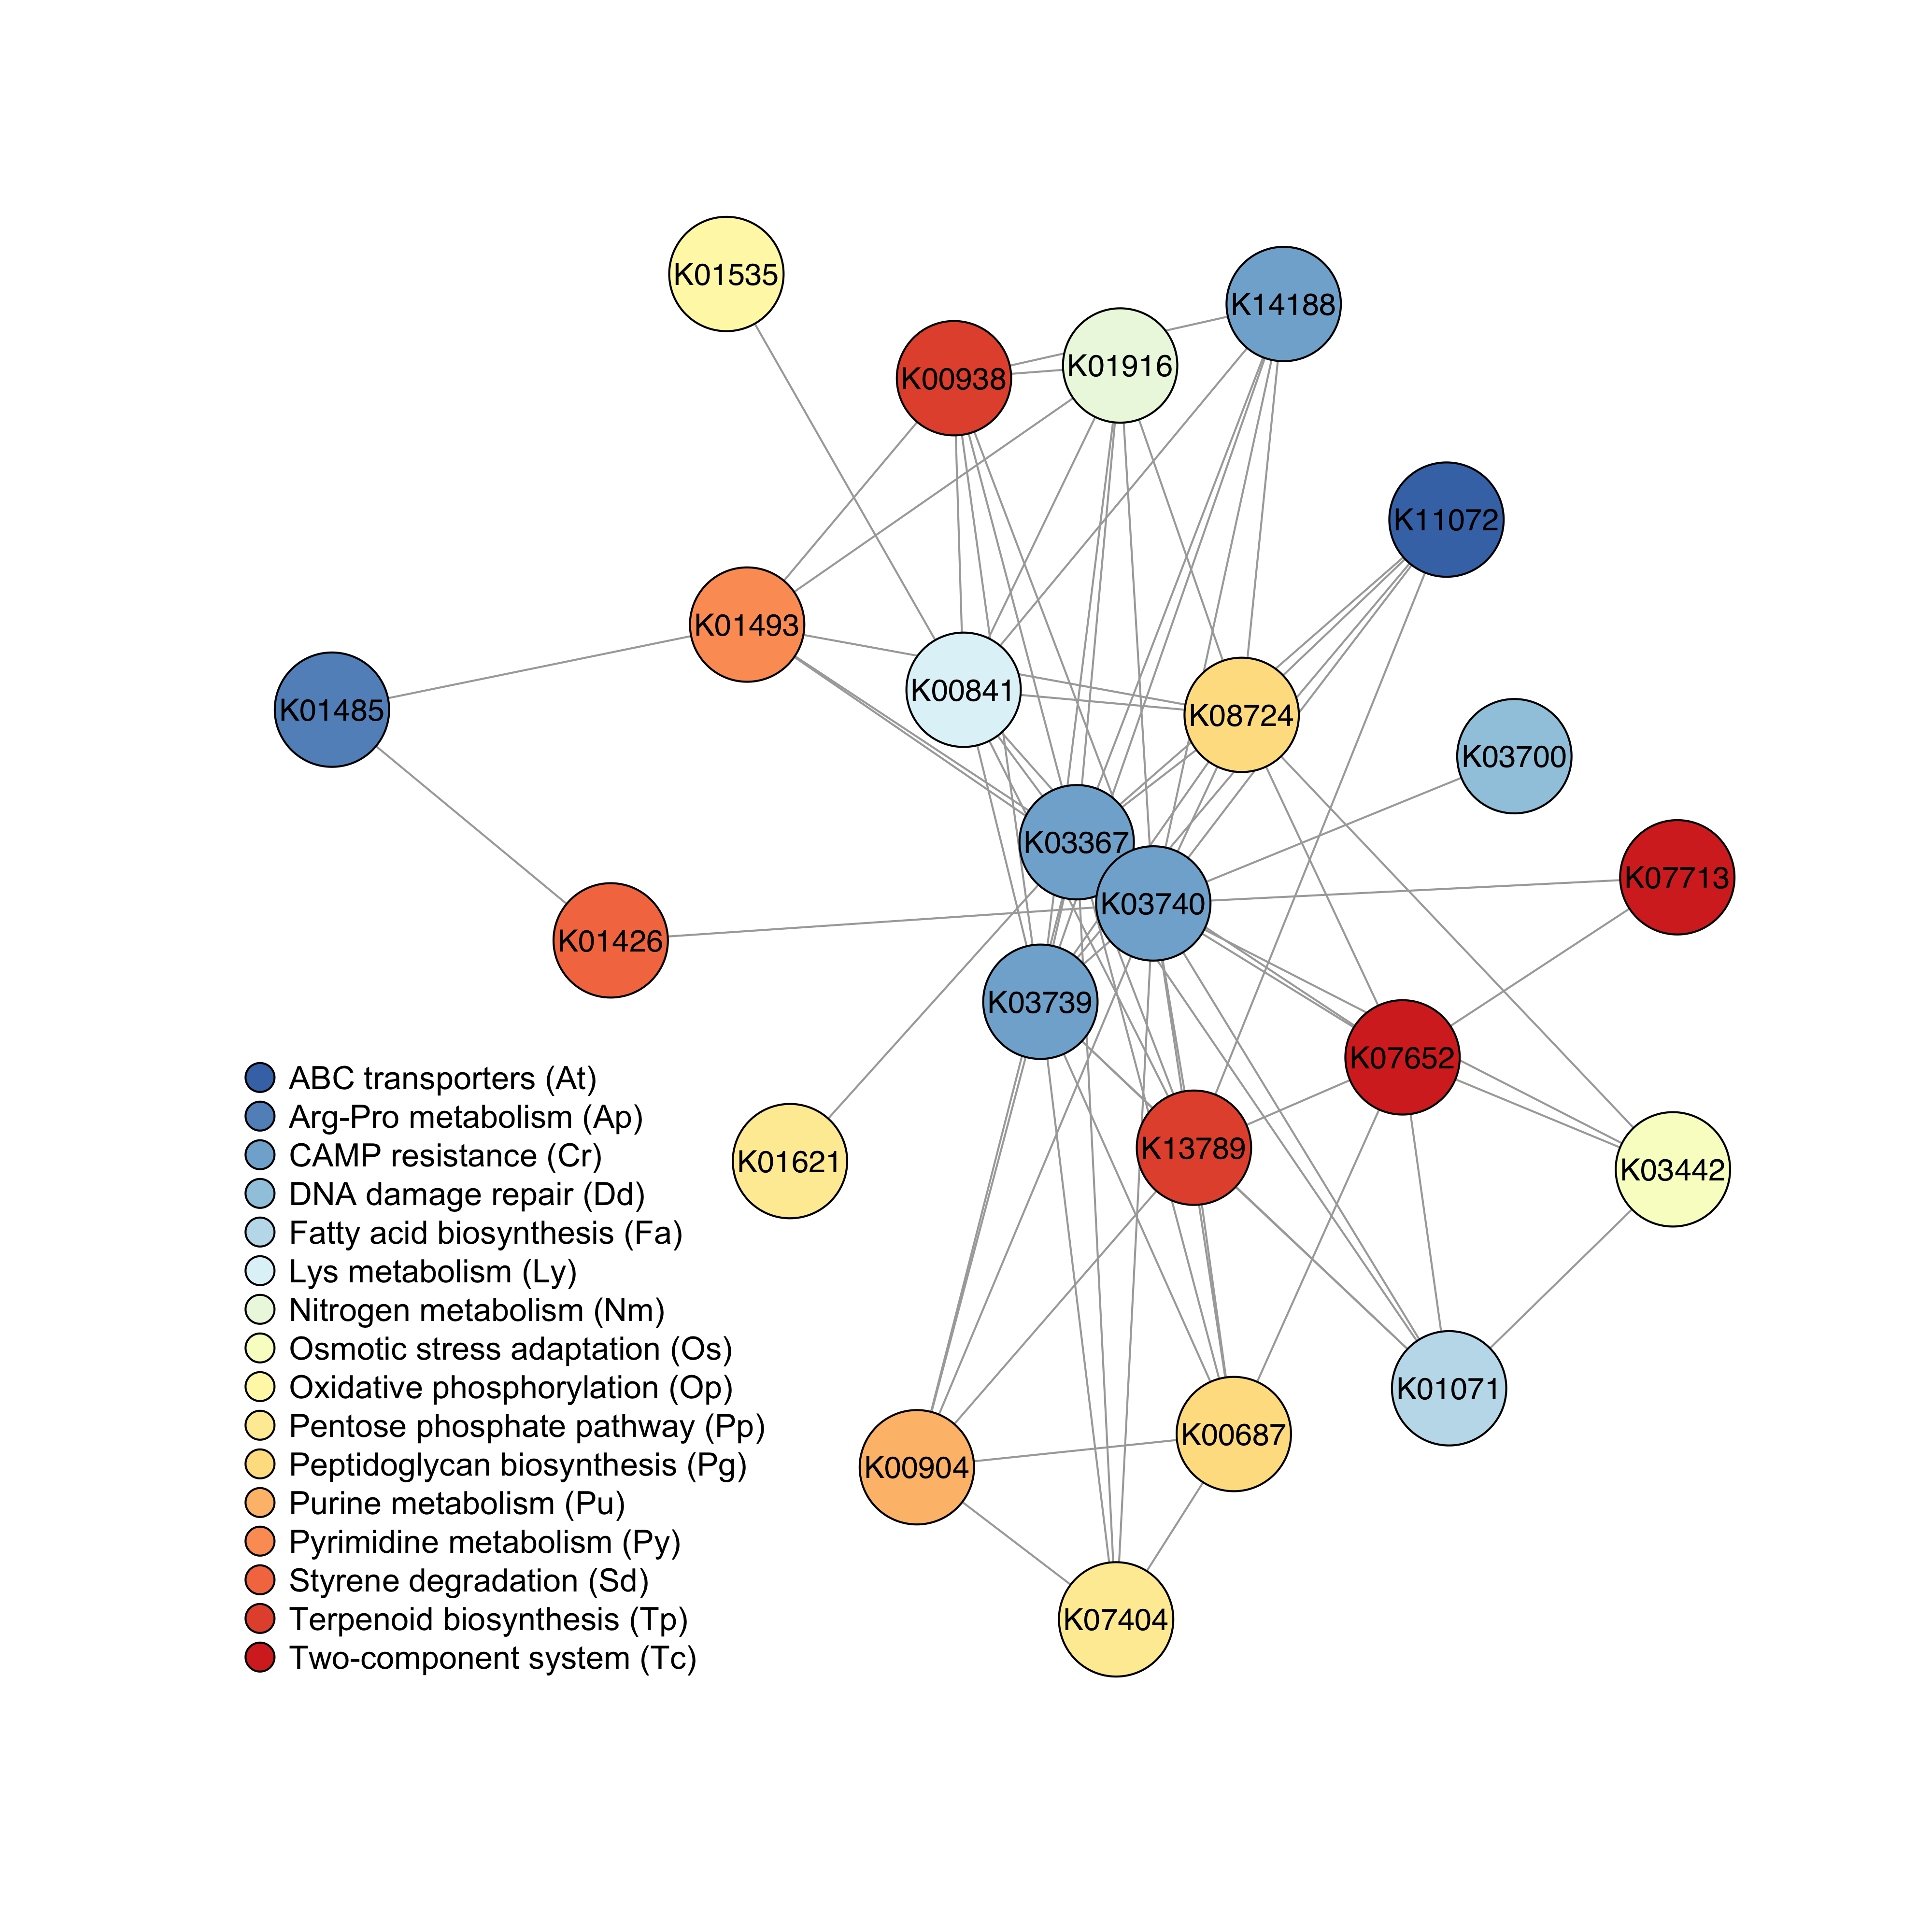 K01535
K14188
K01916
K00938
K11072
K01493
K00841
K01485
K08724
K03700
K03367
K07713
K03740
K01426
K03739
K07652
K13789
K01621
K03442
K01071
K00687
K00904
K07404
ABC transporters (At)
Arg-Pro metabolism (Ap)
CAMP resistance (Cr)
DNA damage repair (Dd)
Fatty acid biosynthesis (Fa)
Lys metabolism (Ly)
Nitrogen metabolism (Nm)
Osmotic stress adaptation (Os)
Oxidative phosphorylation (Op)
Pentose phosphate pathway (Pp)
Peptidoglycan biosynthesis (Pg)
Purine metabolism (Pu)
Pyrimidine metabolism (Py)
Styrene degradation (Sd)
Terpenoid biosynthesis (Tp)
Two-component system (Tc)